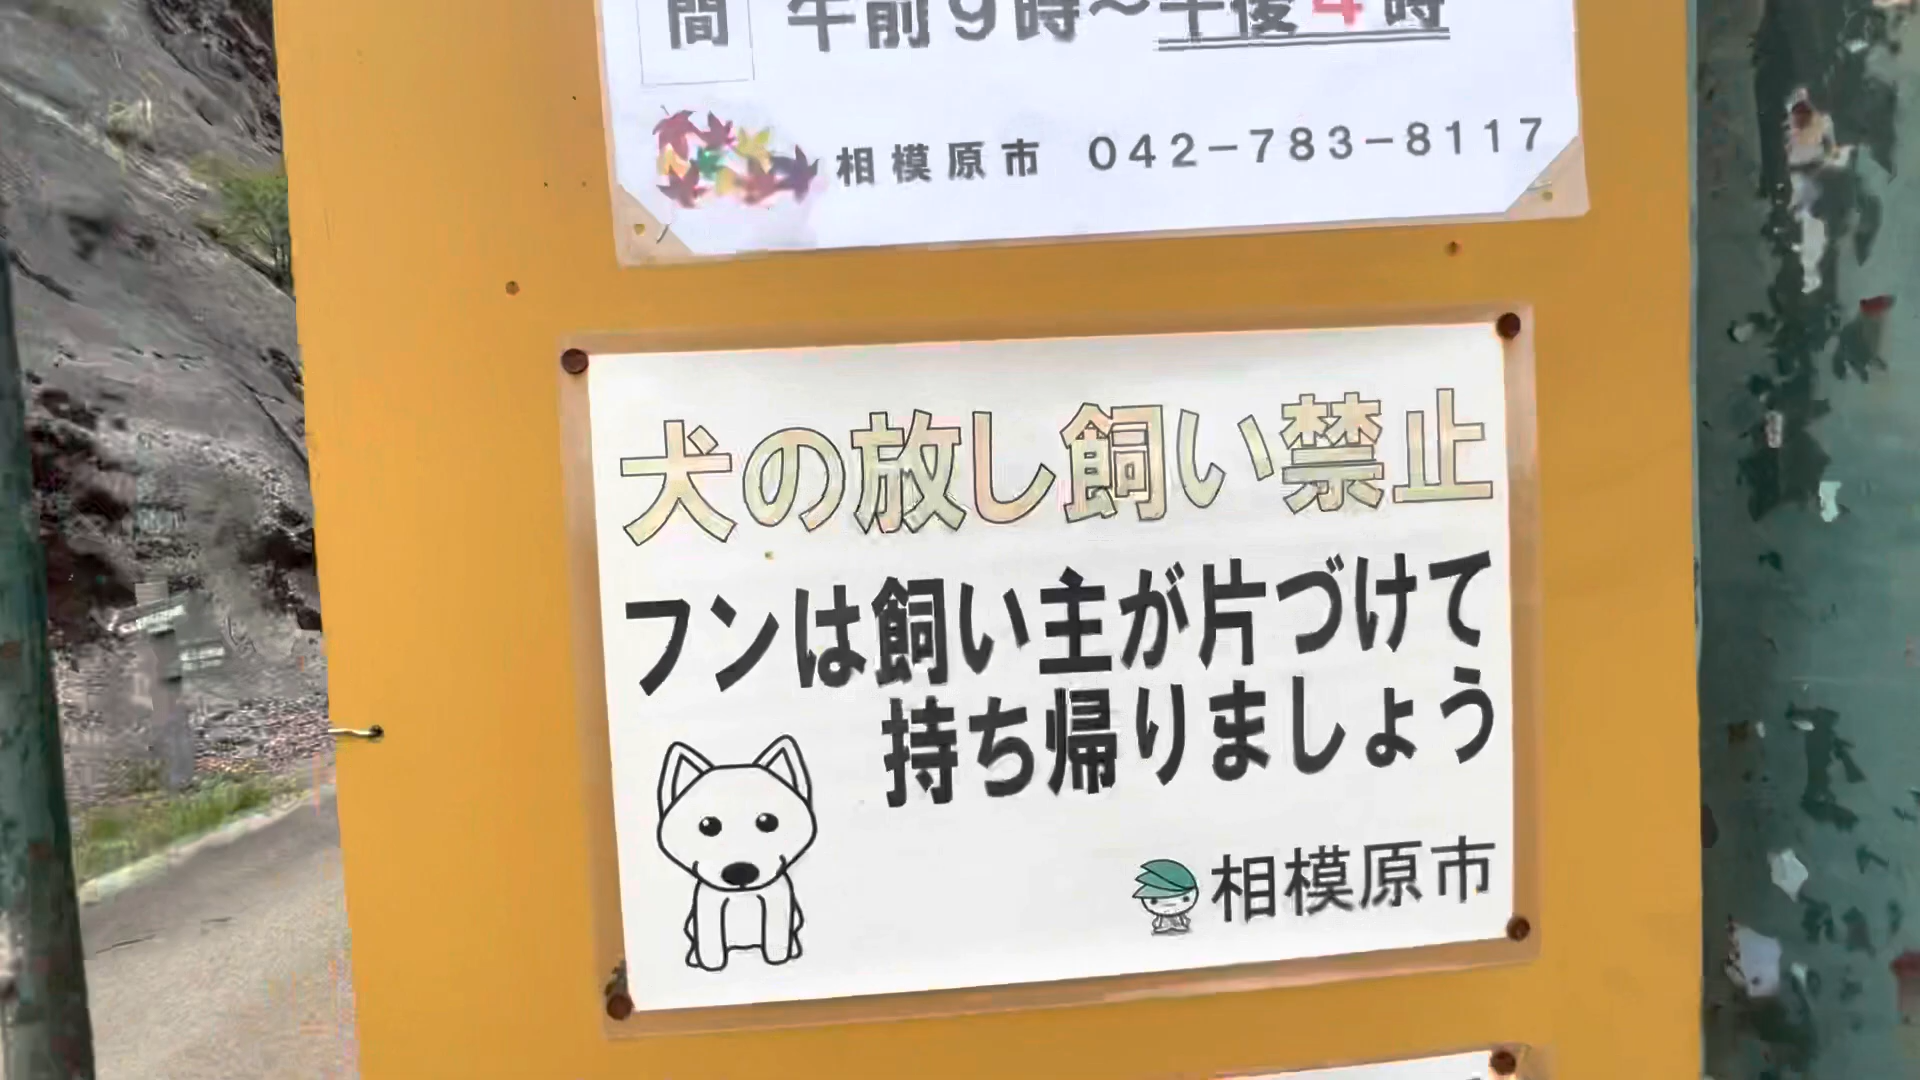 間 午前9時～午後4時
相模原市 042-783-8117
犬の放し飼い禁止
フンは飼い主が片づけて
持ち帰りましょう
相模原市